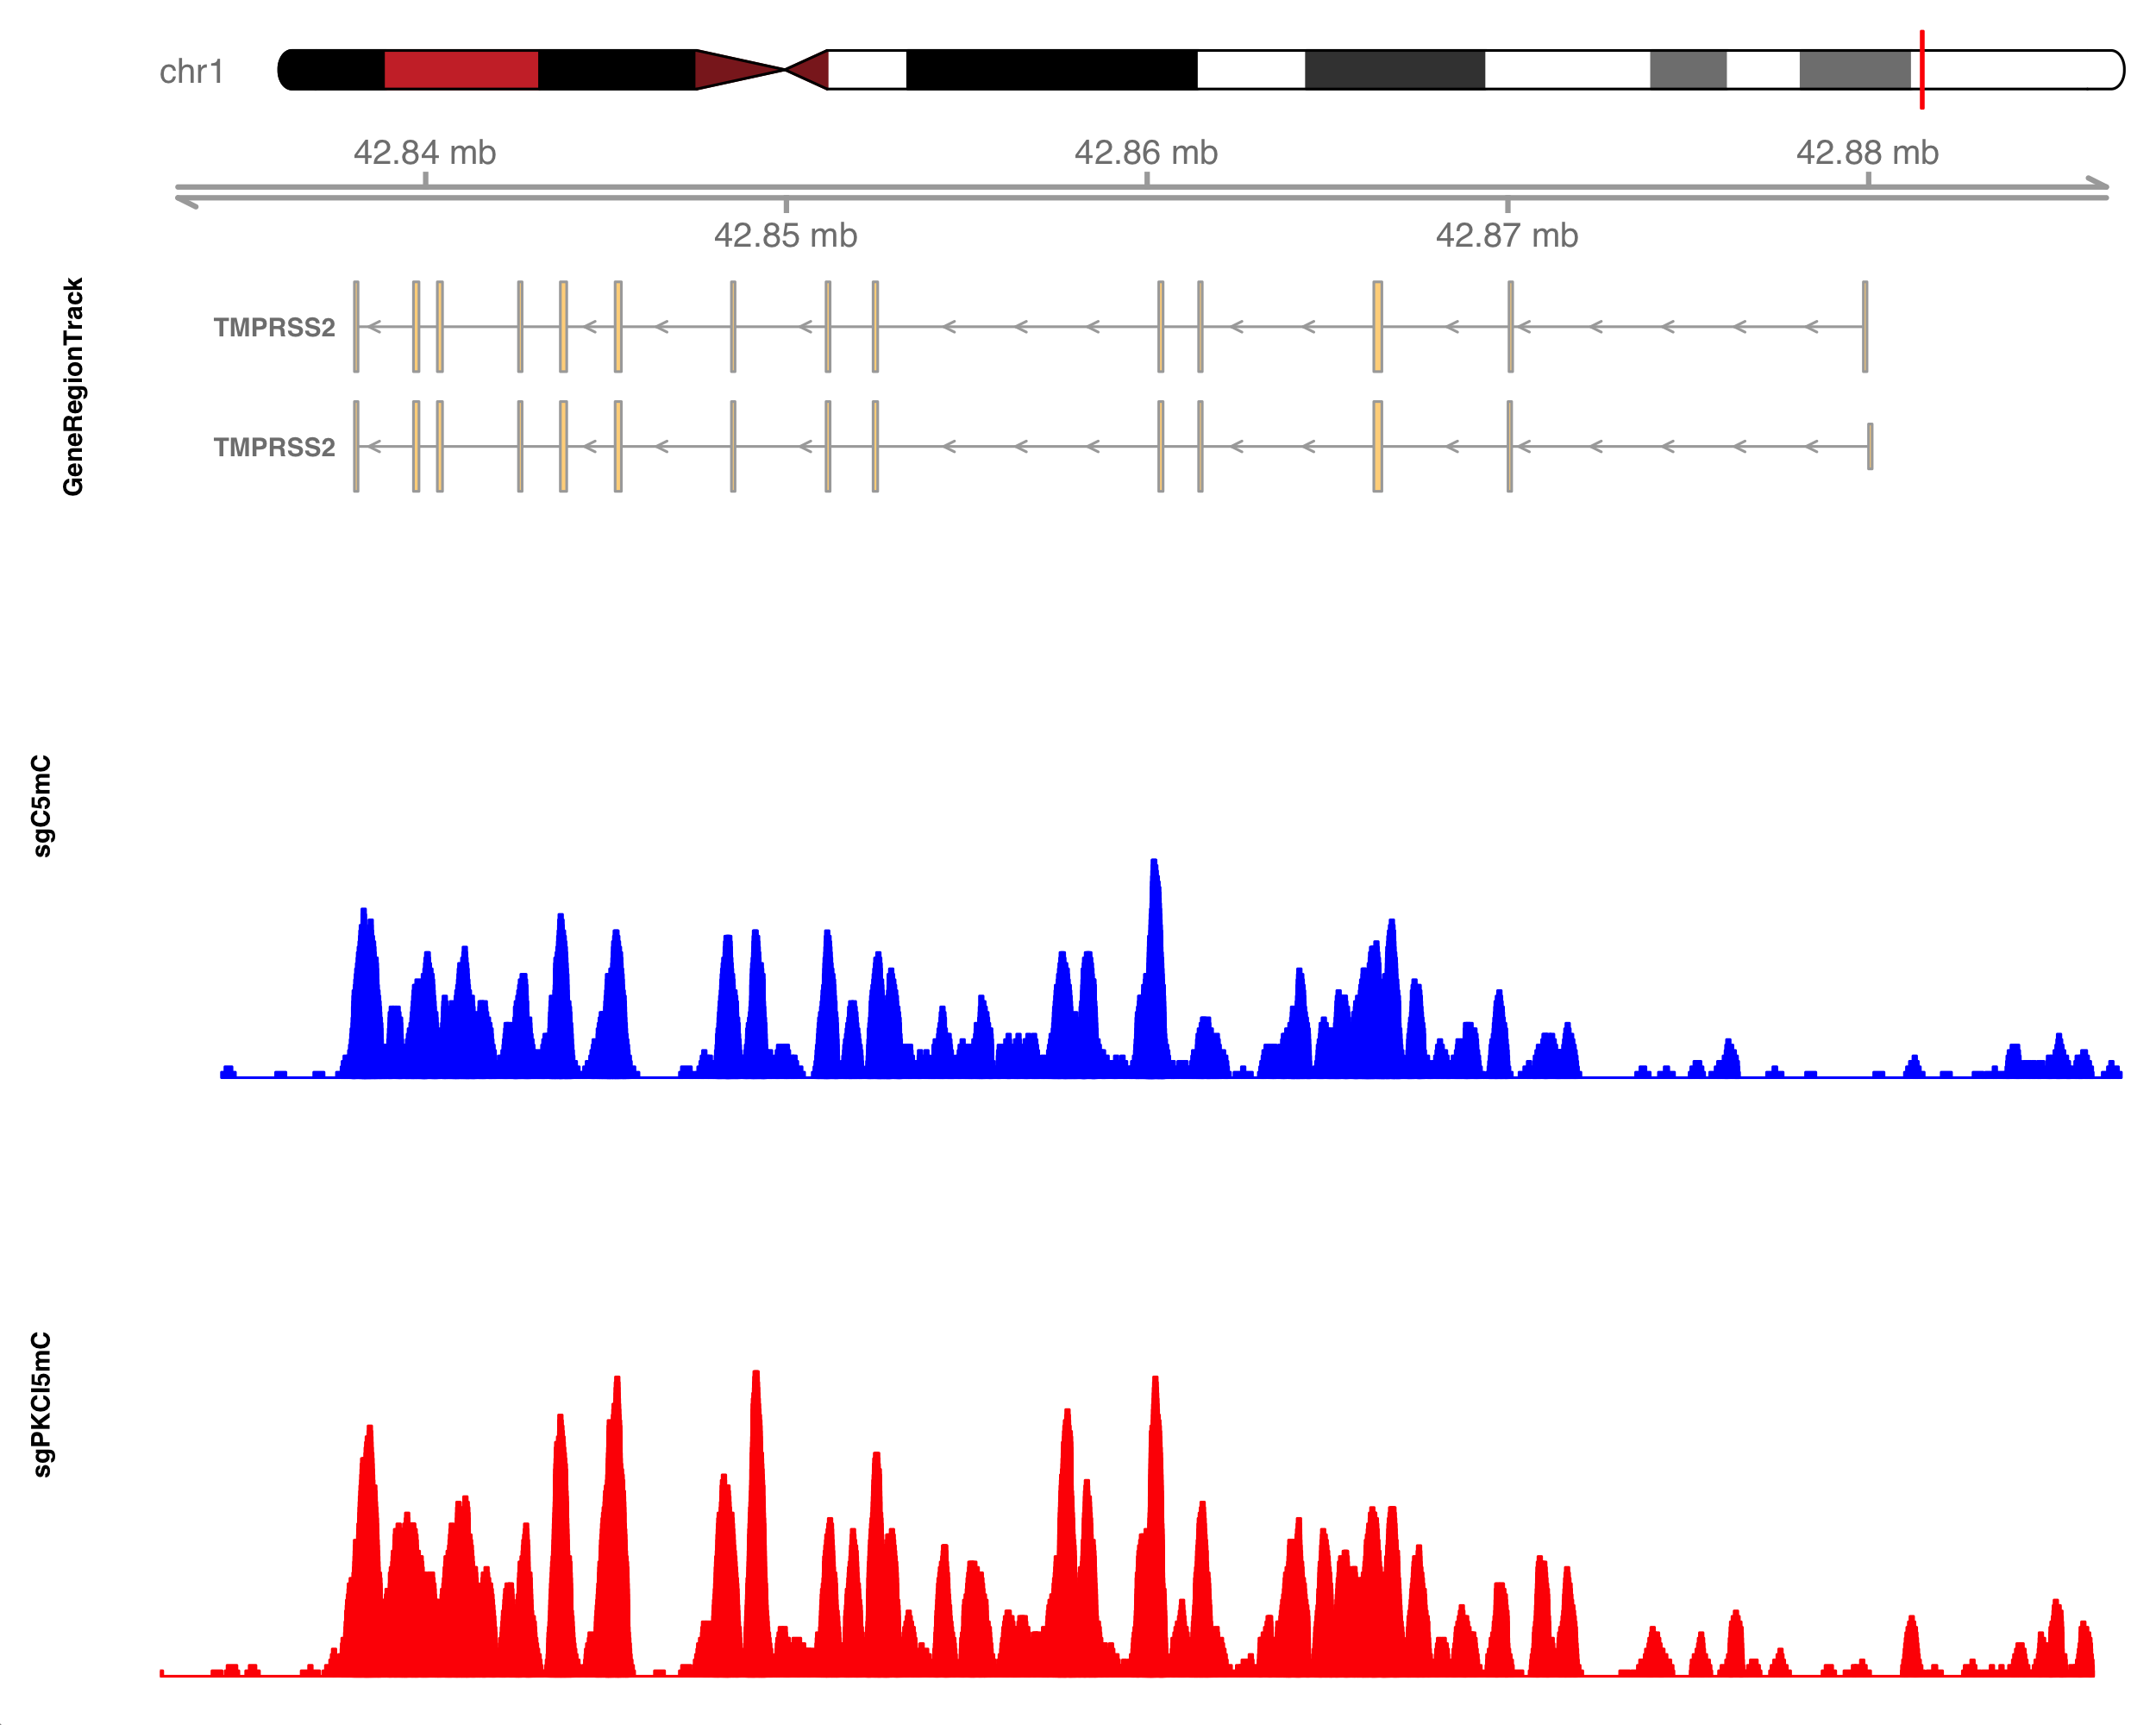 chr1
42.84 mb
42.86 mb
42.88 mb
42.85 mb
42.87 mb
GeneRegionTrack
TMPRSS2
TMPRSS2
sgC5mC
sgPKCI5mC